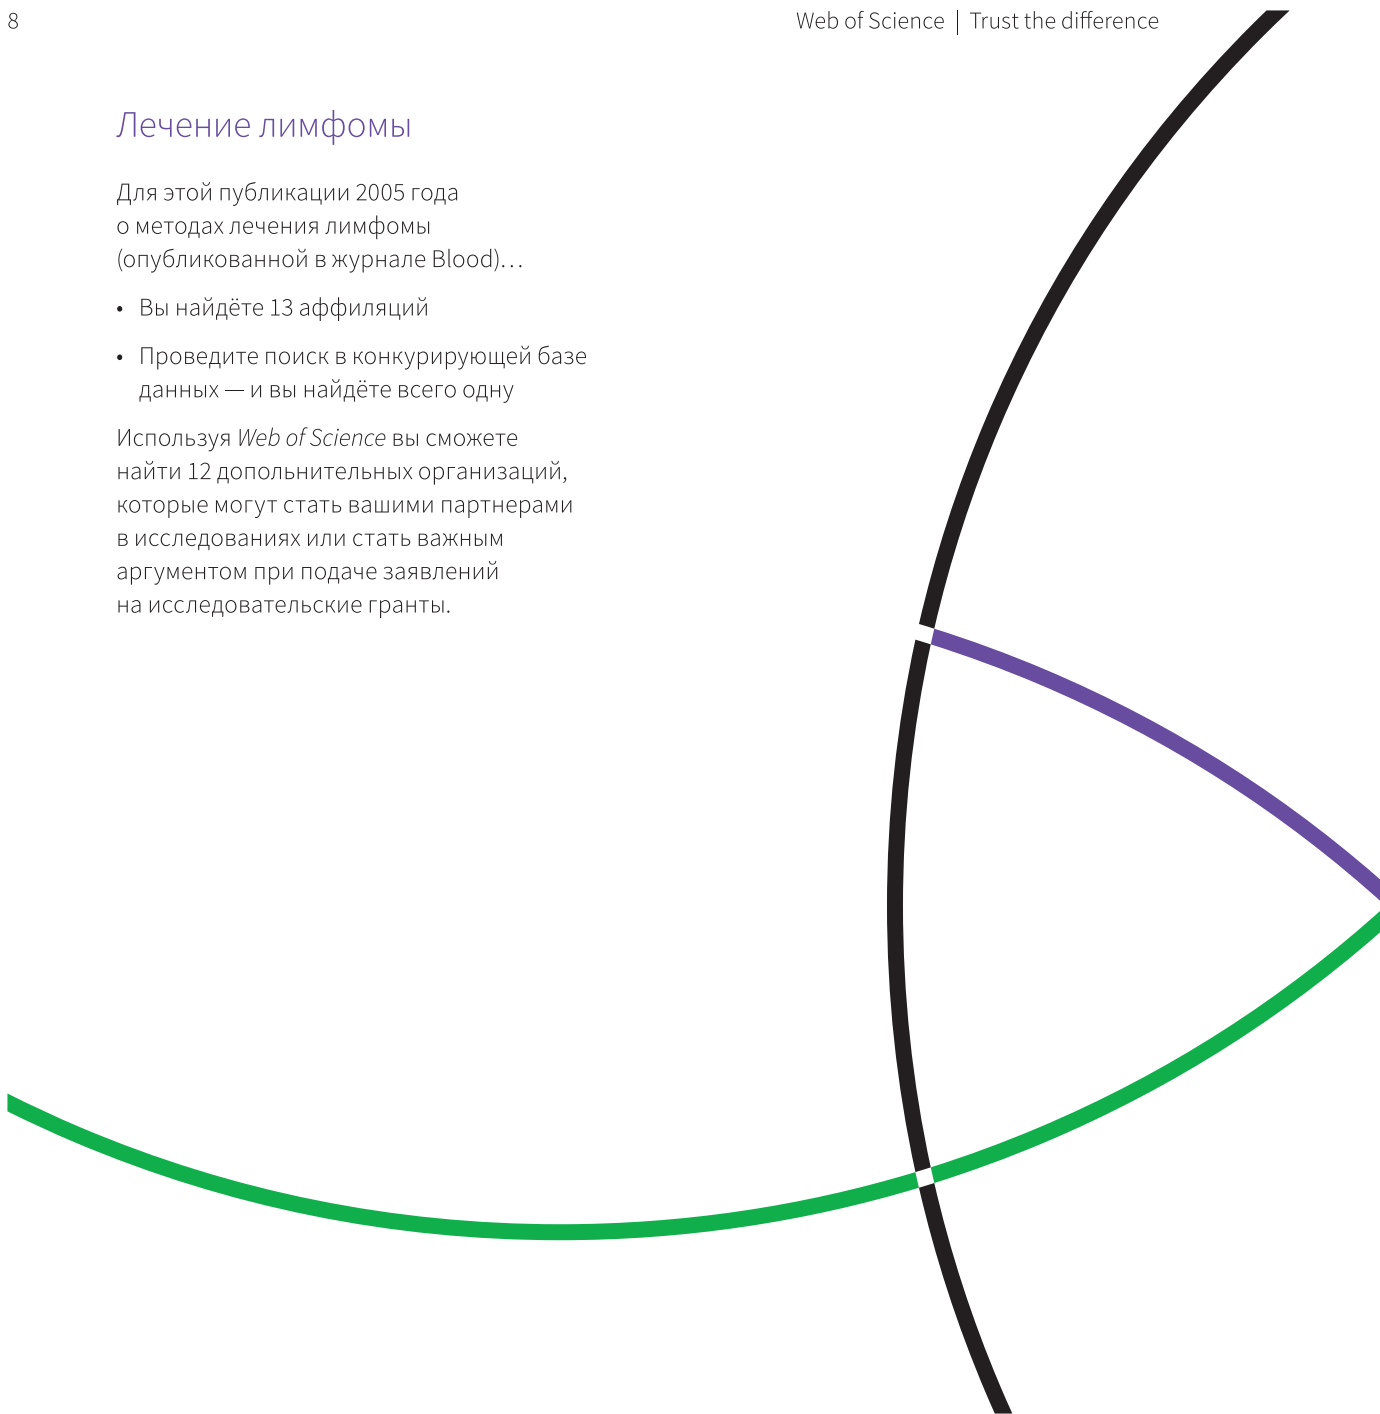 8
Web of Science | Trust the difference
Лечение лимфомы
Для этой публикации 2005 года
о методах лечения лимфомы
(опубликованной в журнале Blood)…
• Вы найдёте 13 аффиляций
• Проведите поиск в конкурирующей базе
данных — и вы найдёте всего одну
Используя Web of Science вы сможете
найти 12 допольнительных организаций,
которые могут стать вашими партнерами
в исследованиях или стать важным
аргументом при подаче заявлений
на исследовательские гранты.